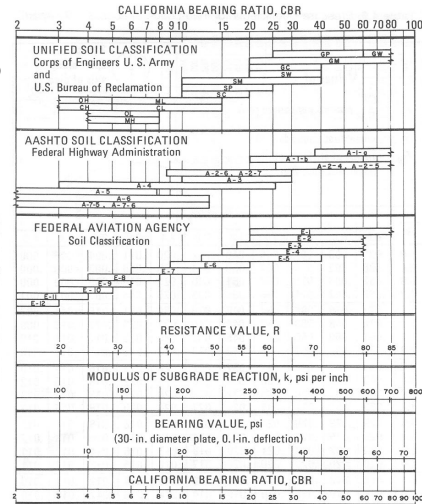 CALIFORNIA BEARING RATIO, CBR
2 3 4 5 6 7 8 9 10 15 20 25 30 40 50 60 70 80 100
UNIFIED SOIL CLASSIFICATION
Corps of Engineers U. S. Army
and
U.S. Bureau of Reclamation
GP GW
GM
GC
SW
SM
SP
SC
OH ML
CH CL
OL
MH
AASHTO SOIL CLASSIFICATION
Federal Highway Administration
A-1-a
A-1-b
A-2-4, A-2-5
A-2-6, A-2-7
A-3
A-4
A-5
A-6
A-7-5, A-7-6
FEDERAL AVIATION AGENCY
Soil Classification
E-1
E-2
E-3
E-4
E-5
E-6
E-7
E-8
E-9
E-10
E-11
E-12
RESISTANCE VALUE, R
20 30 40 50 55 60 70 80 85
MODULUS OF SUBGRADE REACTION, k, psi per inch
100 150 200 250 300 400 500 600 700 800
BEARING VALUE, psi
(30- in. diameter plate, 0.1-in. deflection)
10 20 30 40 50 60 70
CALIFORNIA BEARING RATIO, CBR
2 3 4 5 6 7 8 9 10 15 20 25 30 40 50 60 70 80 90 100